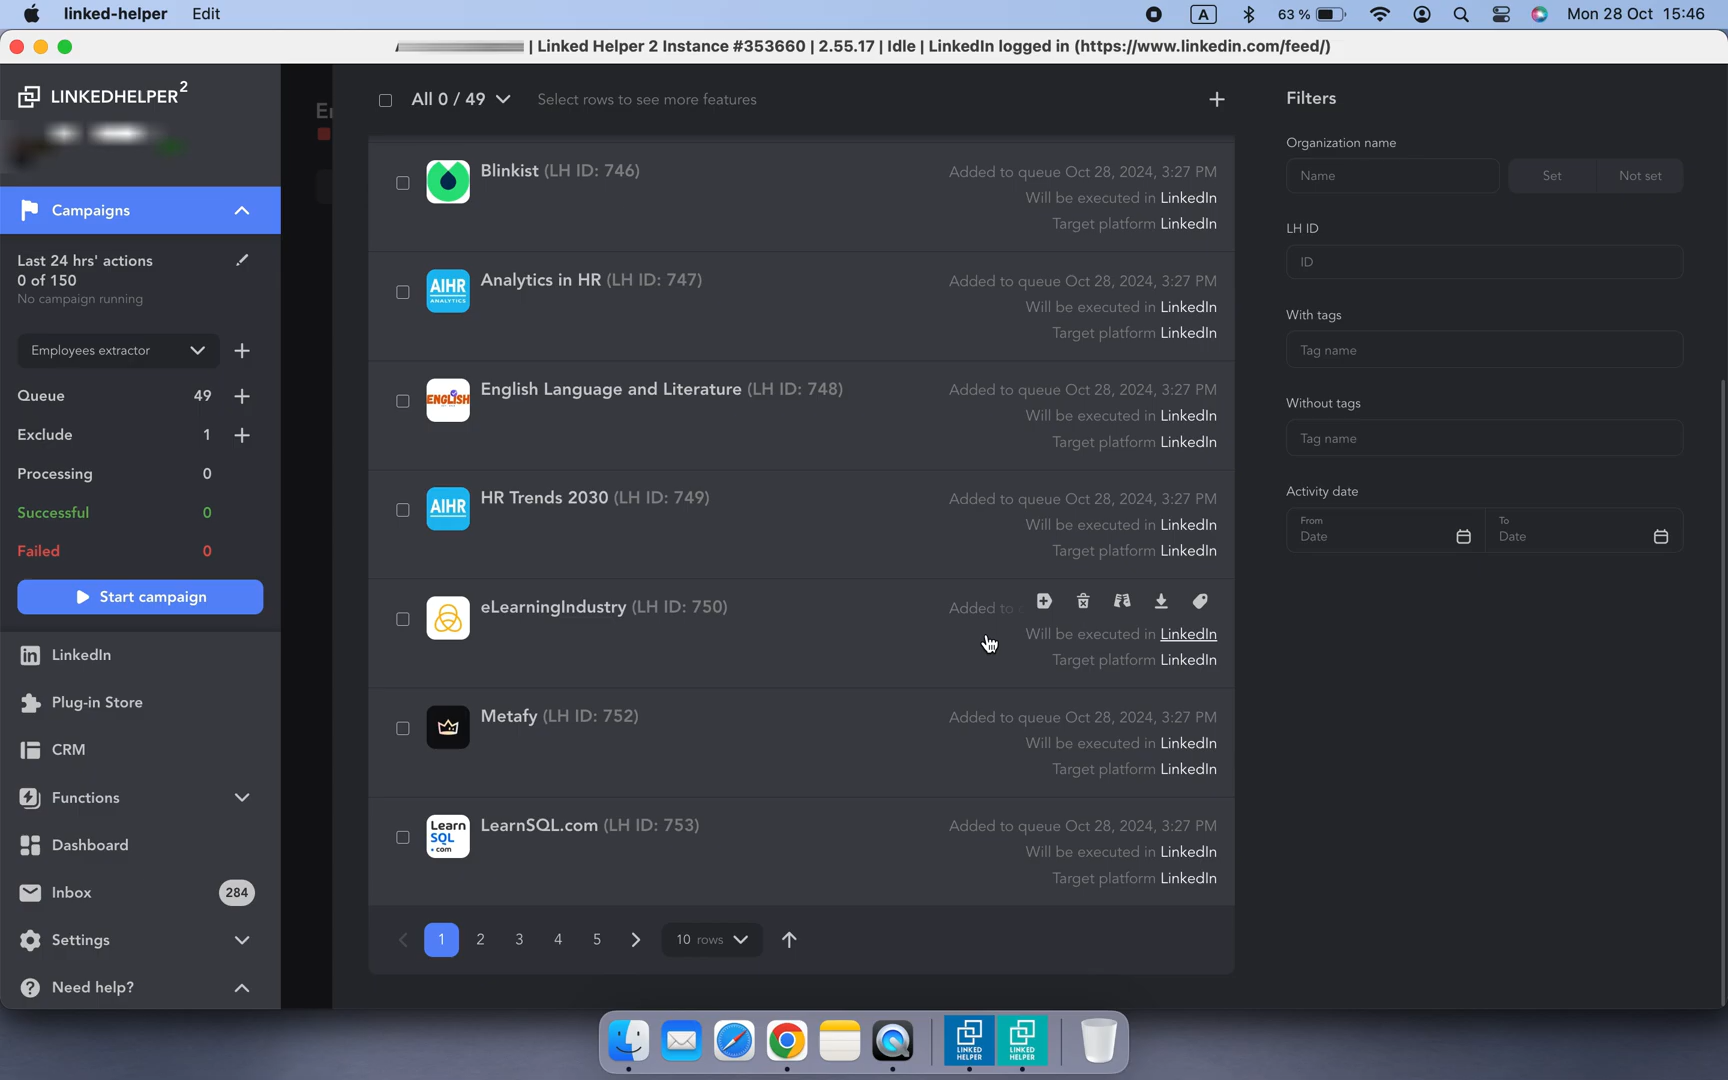 linked-helper Edit A 63 % Mon 28 Oct 15:46
| Linked Helper 2 Instance #353660 | 2.55.17 | Idle | LinkedIn logged in (https://www.linkedin.com/feed/)
LINKEDHELPER2
Campaigns
Last 24 hrs' actions
0 of 150
No campaign running
Employees extractor
Queue 49
Exclude 1
Processing 0
Successful 0
Failed 0
Start campaign
LinkedIn
Plug-in Store
CRM
Functions
Dashboard
Inbox 284
Settings
Need help?
All 0 / 49 Select rows to see more features
Blinkist (LH ID: 746)
Added to queue Oct 28, 2024, 3:27 PM
Will be executed in LinkedIn
Target platform LinkedIn
AIHR
ANALYTICS
Analytics in HR (LH ID: 747)
Added to queue Oct 28, 2024, 3:27 PM
Will be executed in LinkedIn
Target platform LinkedIn
ENGLISH
English Language and Literature (LH ID: 748)
Added to queue Oct 28, 2024, 3:27 PM
Will be executed in LinkedIn
Target platform LinkedIn
AIHR
HR Trends 2030 (LH ID: 749)
Added to queue Oct 28, 2024, 3:27 PM
Will be executed in LinkedIn
Target platform LinkedIn
eLearningIndustry (LH ID: 750)
Added to
Will be executed in LinkedIn
Target platform LinkedIn
Metafy (LH ID: 752)
Added to queue Oct 28, 2024, 3:27 PM
Will be executed in LinkedIn
Target platform LinkedIn
Learn
SQL
.com
LearnSQL.com (LH ID: 753)
Added to queue Oct 28, 2024, 3:27 PM
Will be executed in LinkedIn
Target platform LinkedIn
1 2 3 4 5 10 rows
Filters
Organization name
Name Set Not set
LH ID
ID
With tags
Tag name
Without tags
Tag name
Activity date
From To
Date Date
LINKED
HELPER
LINKED
HELPER